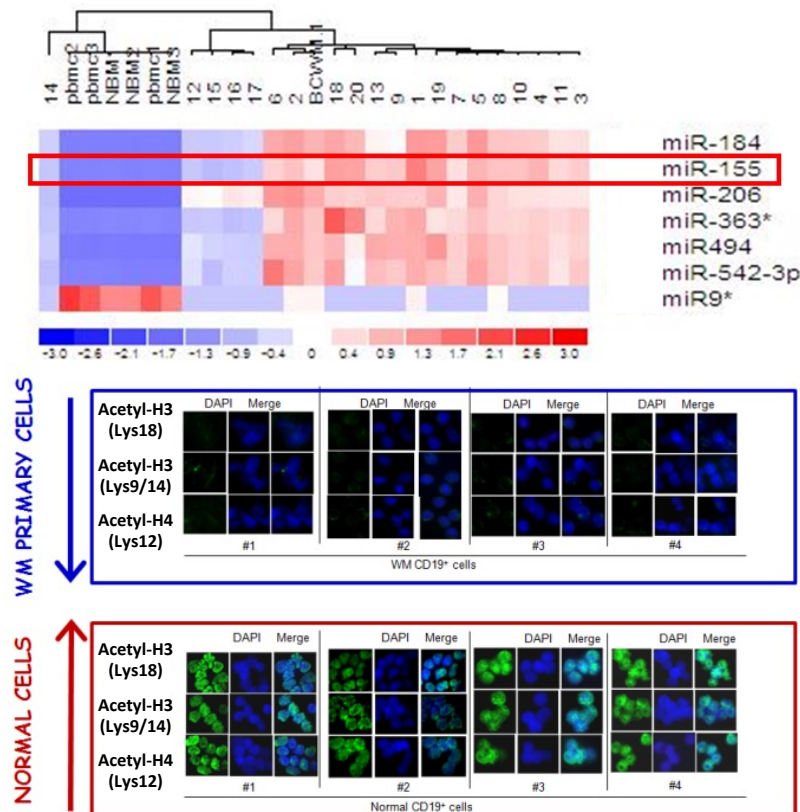 14 pbmc2 pbmc3 NBM1 NBM2 pbmc1 NBM3 12 15 16 17 6 2 BCWM.1 18 20 13 9 1 19 7 5 8 10 4 11 3
miR-184
miR-155
miR-206
miR-363*
miR494
miR-542-3p
miR9*
-3.0 -2.6 -2.1 -1.7 -1.3 -0.9 -0.4 0 0.4 0.9 1.3 1.7 2.1 2.6 3.0
WM PRIMARY CELLS
DAPI Merge DAPI Merge DAPI Merge DAPI Merge
Acetyl-H3
(Lys18)
Acetyl-H3
(Lys9/14)
Acetyl-H4
(Lys12)
#1 #2 #3 #4
WM CD19+ cells
NORMAL CELLS
DAPI Merge DAPI Merge DAPI Merge DAPI Merge
Acetyl-H3
(Lys18)
Acetyl-H3
(Lys9/14)
Acetyl-H4
(Lys12)
#1 #2 #3 #4
Normal CD19+ cells